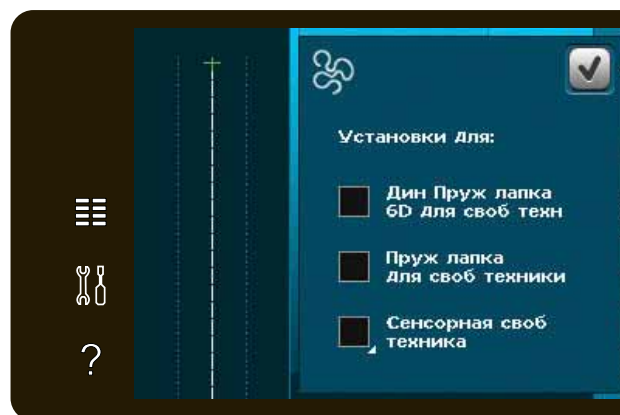 Установки для:
Дин Пруж лапка
6D для своб техн
Пруж лапка
для своб техники
Сенсорная своб
техника
?